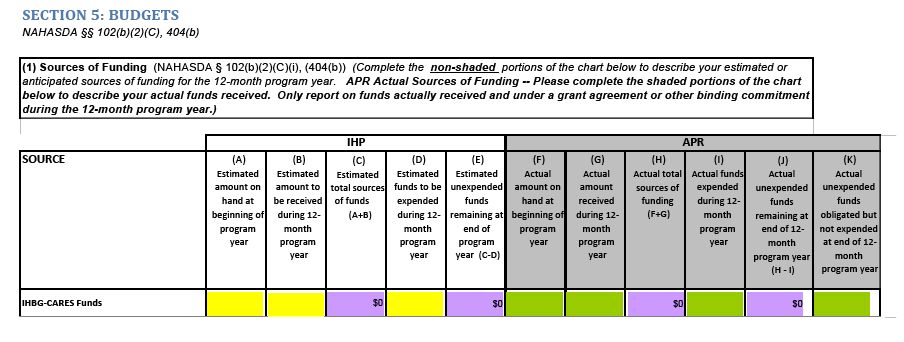 SECTION 5: BUDGETS
NAHASDA §§ 102(b)(2)(C), 404(b)
(1) Sources of Funding (NAHASDA § 102(b)(2)(C)(i), (404(b)) (Complete the non-shaded portions of the chart below to describe your estimated or
anticipated sources of funding for the 12-month program year. APR Actual Sources of Funding -- Please complete the shaded portions of the chart
below to describe your actual funds received. Only report on funds actually received and under a grant agreement or other binding commitment
during the 12-month program year.)
IHP
APR
SOURCE
(A)
Estimated
amount on
hand at
beginning of
program
year
(B)
Estimated
amount to
be received
during 12-
month
program
year
(C)
Estimated
total sources
of funds
(A+B)
(D)
Estimated
funds to be
expended
during 12-
month
program
year
(E)
Estimated
unexpended
funds
remaining at
end of
program
year (C-D)
(F)
Actual
amount on
hand at
beginning of
program
year
(G)
Actual
amount
received
during 12-
month
program
year
(H)
Actual total
sources of
funding
(F+G)
(I)
Actual funds
expended
during 12-
month
program
year
(J)
Actual
unexpended
funds
remaining at
end of 12-
month
program year
(H - I)
(K)
Actual
unexpended
funds
obligated but
not expended
at end of 12-
month
program year
IHBG-CARES Funds
$0
$0
$0
$0